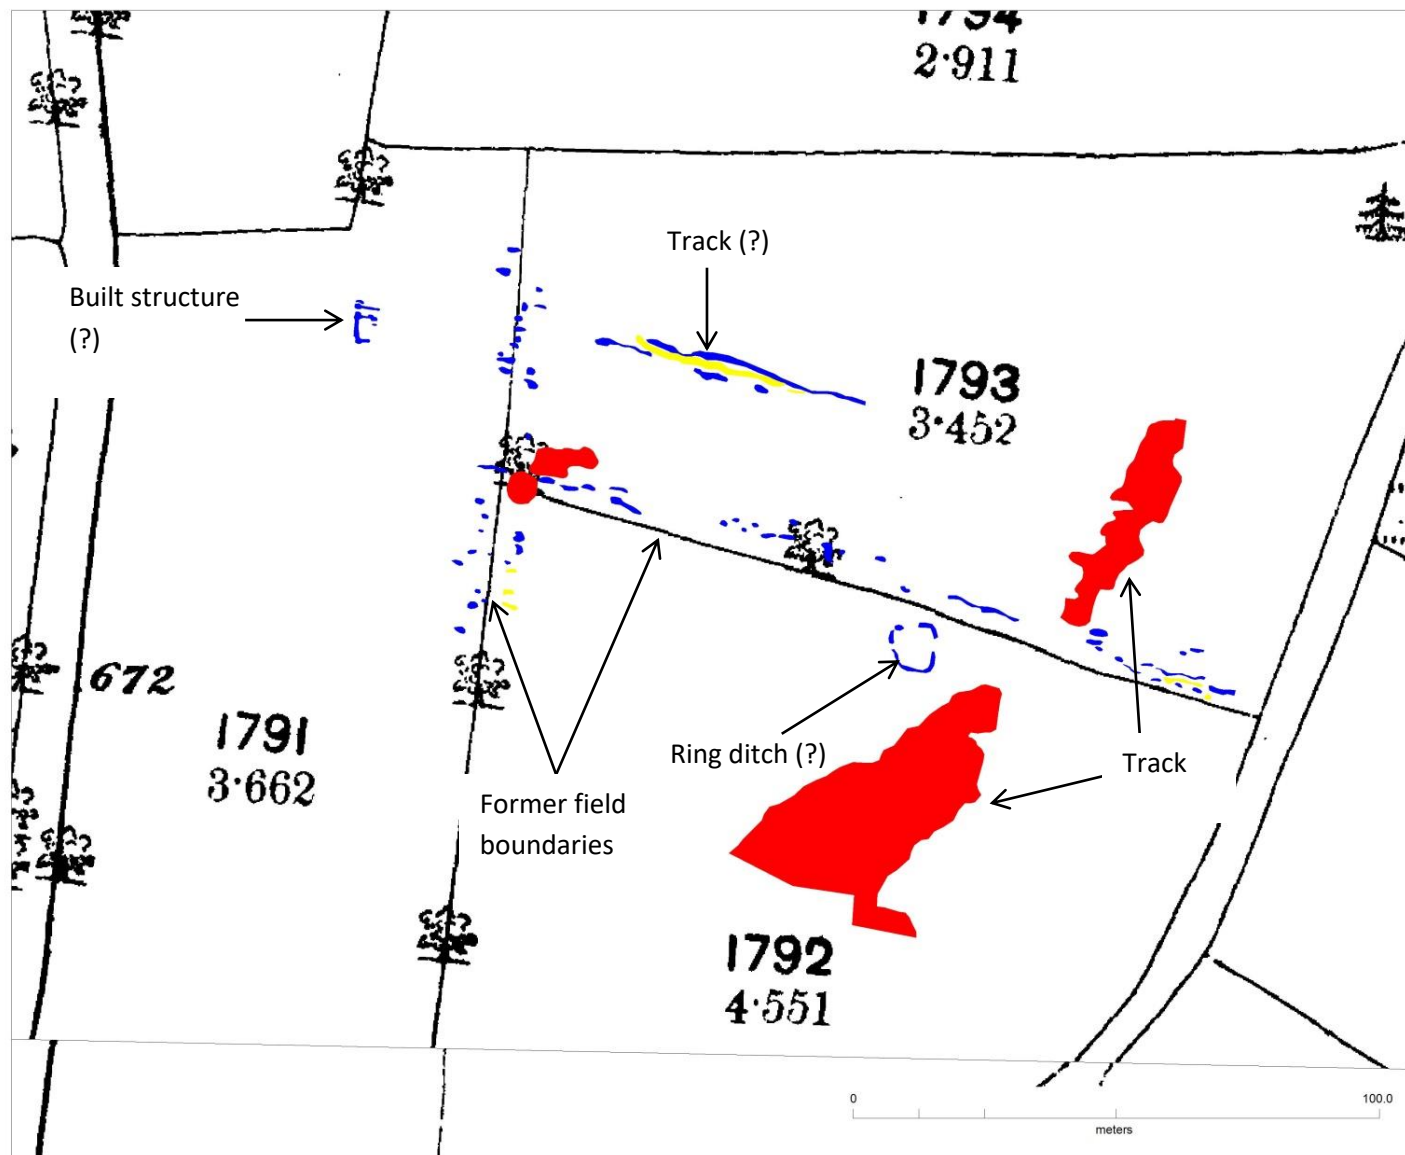 1794
2·911
Track (?)
Built structure
(?)
1793
3·452
672
1791
3·662
Ring ditch (?)
Track
Former field
boundaries
1792
4·551
0
100.0
meters